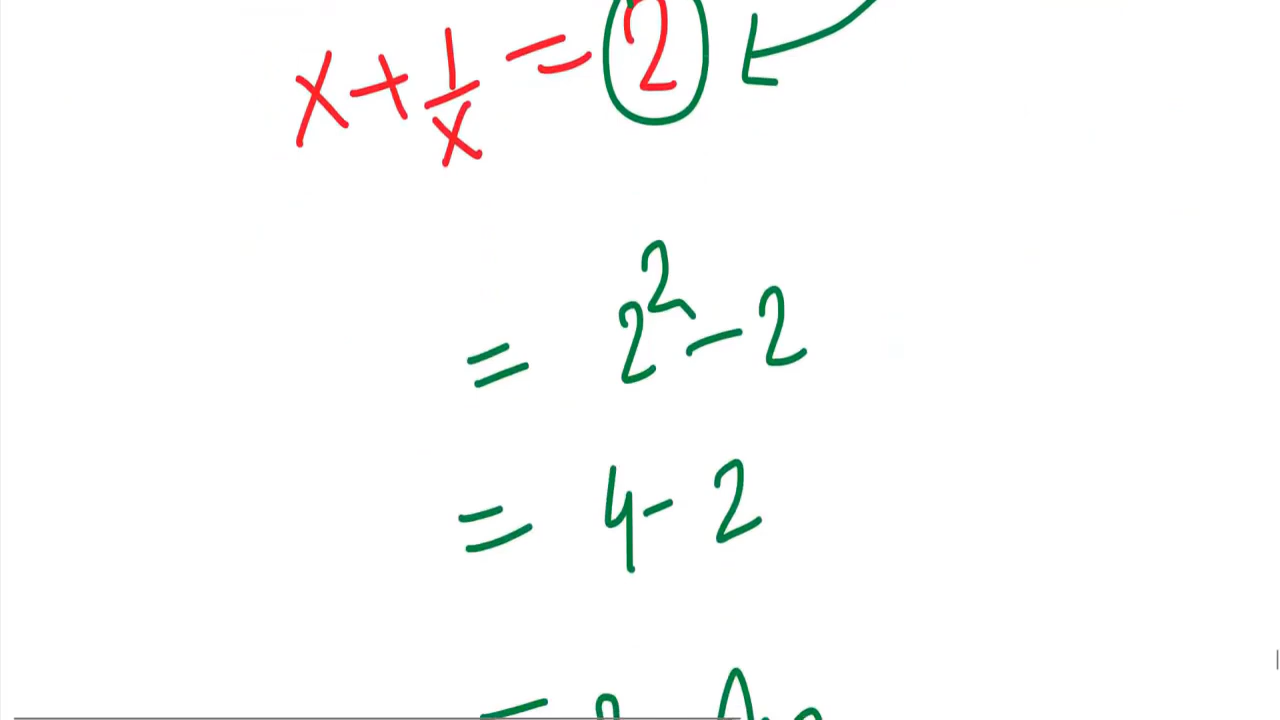 x + 1/x = 2
= 2² - 2
= 4 - 2
=